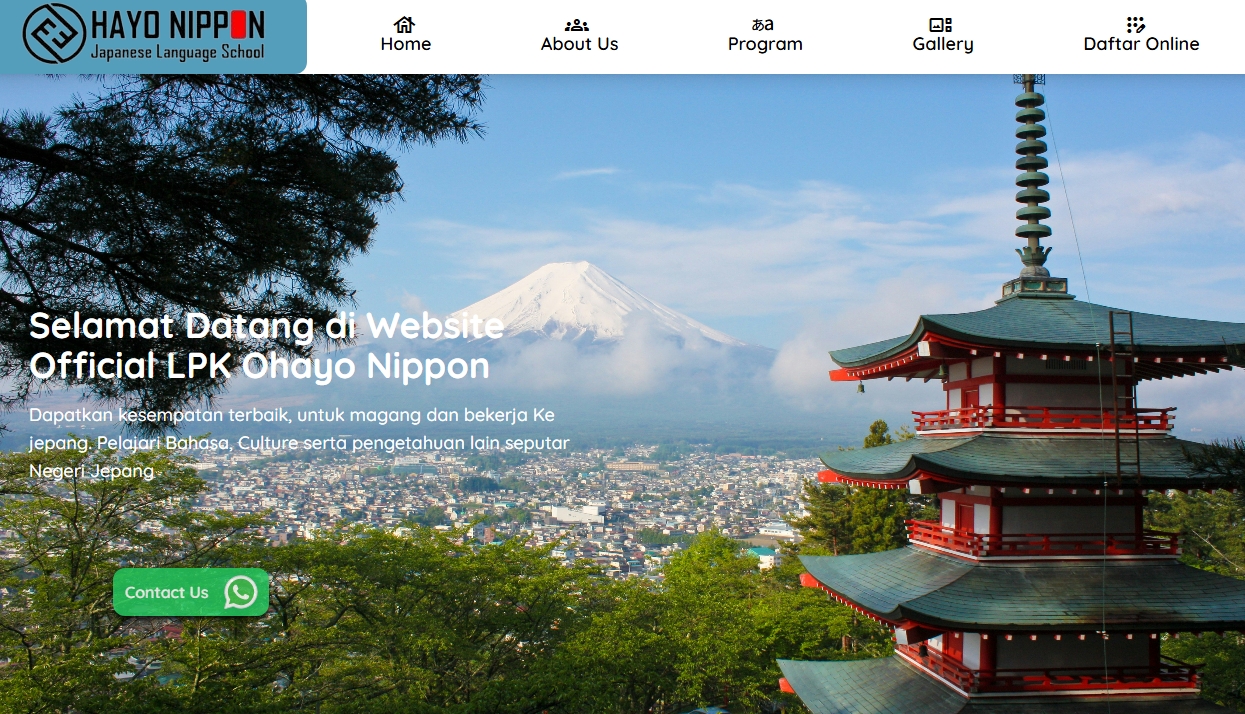 HAYO NIPPON
Japanese Language School
Home
About Us
あa
Program
Gallery
Daftar Online
Selamat Datang di Website
Official LPK Ohayo Nippon
Dapatkan kesempatan terbaik, untuk magang dan bekerja Ke
jepang. Pelajari Bahasa, Culture serta pengetahuan lain seputar
Negeri Jepang
Contact Us